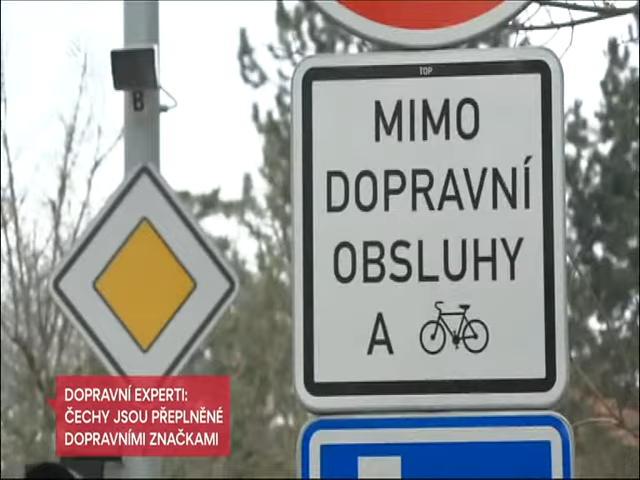 B
TOP
MIMO
DOPRAVNÍ
OBSLUHY
A
DOPRAVNÍ EXPERTI:
ČECHY JSOU PŘEPLNĚNÉ
DOPRAVNÍMI ZNAČKAMI